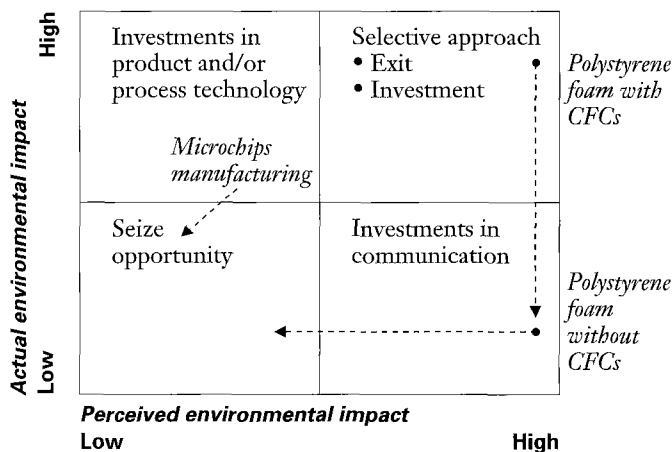 High
Actual environmental impact
Low
Investments in
product and/or
process technology
Selective approach
• Exit
• Investment
Polystyrene
foam with
CFCs
Microchips
manufacturing
Seize
opportunity
Investments in
communication
Polystyrene
foam
without
CFCs
Perceived environmental impact
Low
High